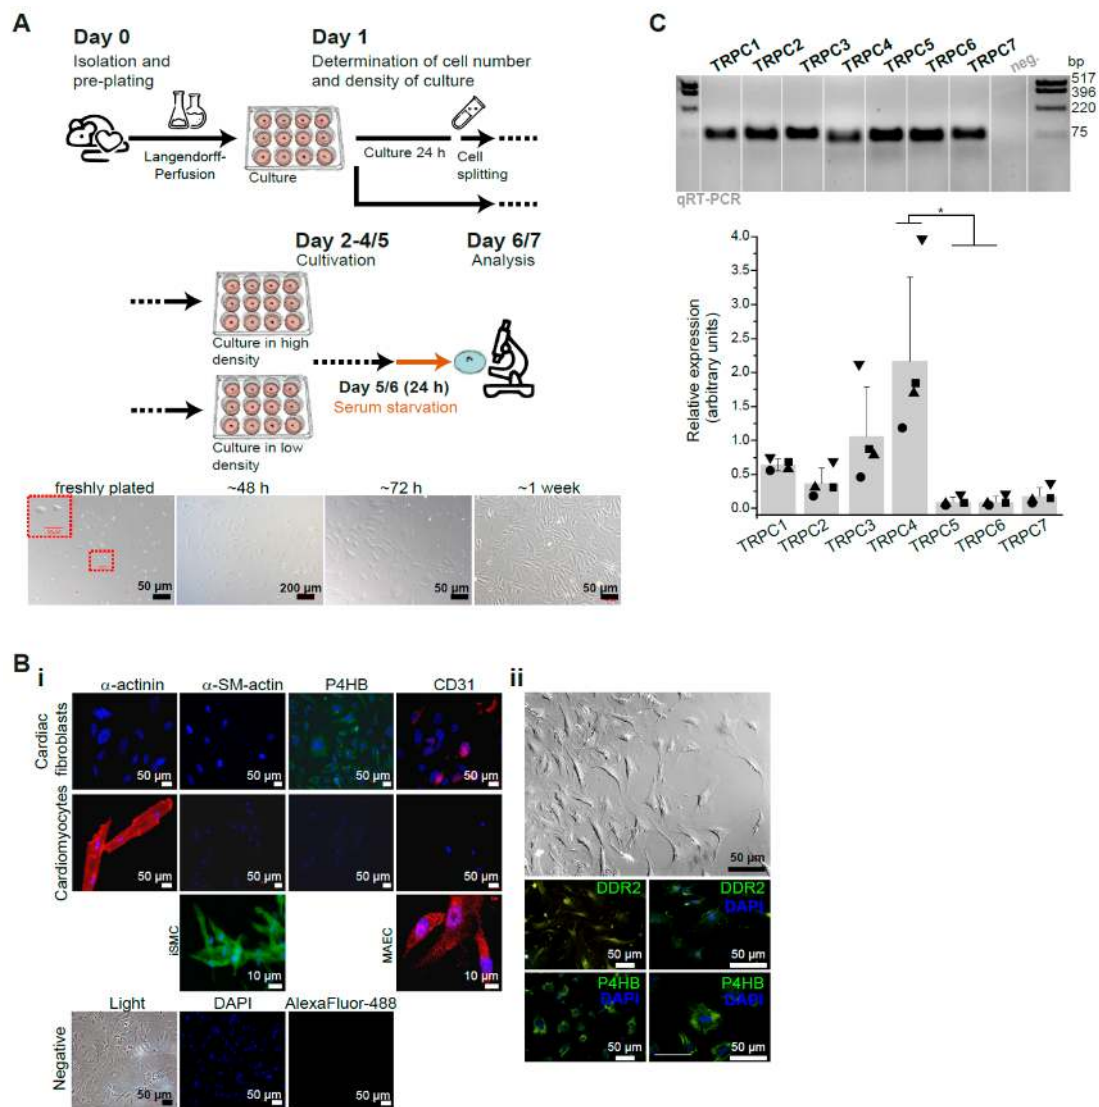 A
Day 0
Isolation and
pre-plating
Langendorff-
Perfusion
Culture
Day 1
Determination of cell number
and density of culture
Culture 24 h
Cell
splitting
Day 2-4/5
Cultivation
Day 6/7
Analysis
Culture in high
density
Day 5/6 (24 h)
Serum starvation
Culture in low
density
freshly plated
~48 h
~72 h
~1 week
50 µm
200 µm
50 µm
50 µm
B
i
α-actinin
α-SM-actin
P4HB
CD31
Cardiac
fibroblasts
50 µm
50 µm
50 µm
50 µm
Cardiomyocytes
50 µm
50 µm
50 µm
50 µm
iSMC
10 µm
MAEC
10 µm
Light
DAPI
AlexaFluor-488
Negative
50 µm
50 µm
50 µm
ii
50 µm
DDR2
50 µm
DDR2
DAPI
50 µm
P4HB
DAPI
50 µm
P4HB
DAPI
50 µm
C
TRPC1
TRPC2
TRPC3
TRPC4
TRPC5
TRPC6
TRPC7
neg.
bp
517
396
220
75
qRT-PCR
*
Relative expression
(arbitrary units)
4.0
3.5
3.0
2.5
2.0
1.5
1.0
0.5
0.0
TRPC1
TRPC2
TRPC3
TRPC4
TRPC5
TRPC6
TRPC7